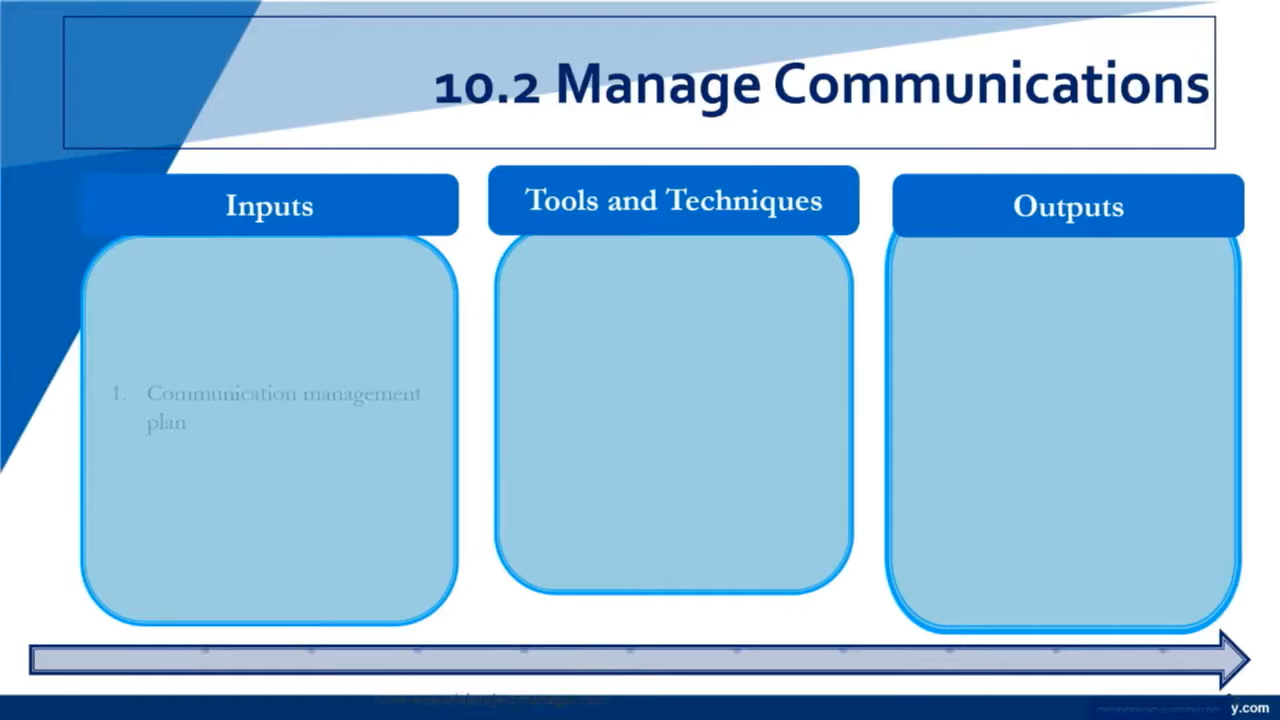 10.2 Manage Communications
Inputs
Tools and Techniques
Outputs
1. Communication management
plan
y.com